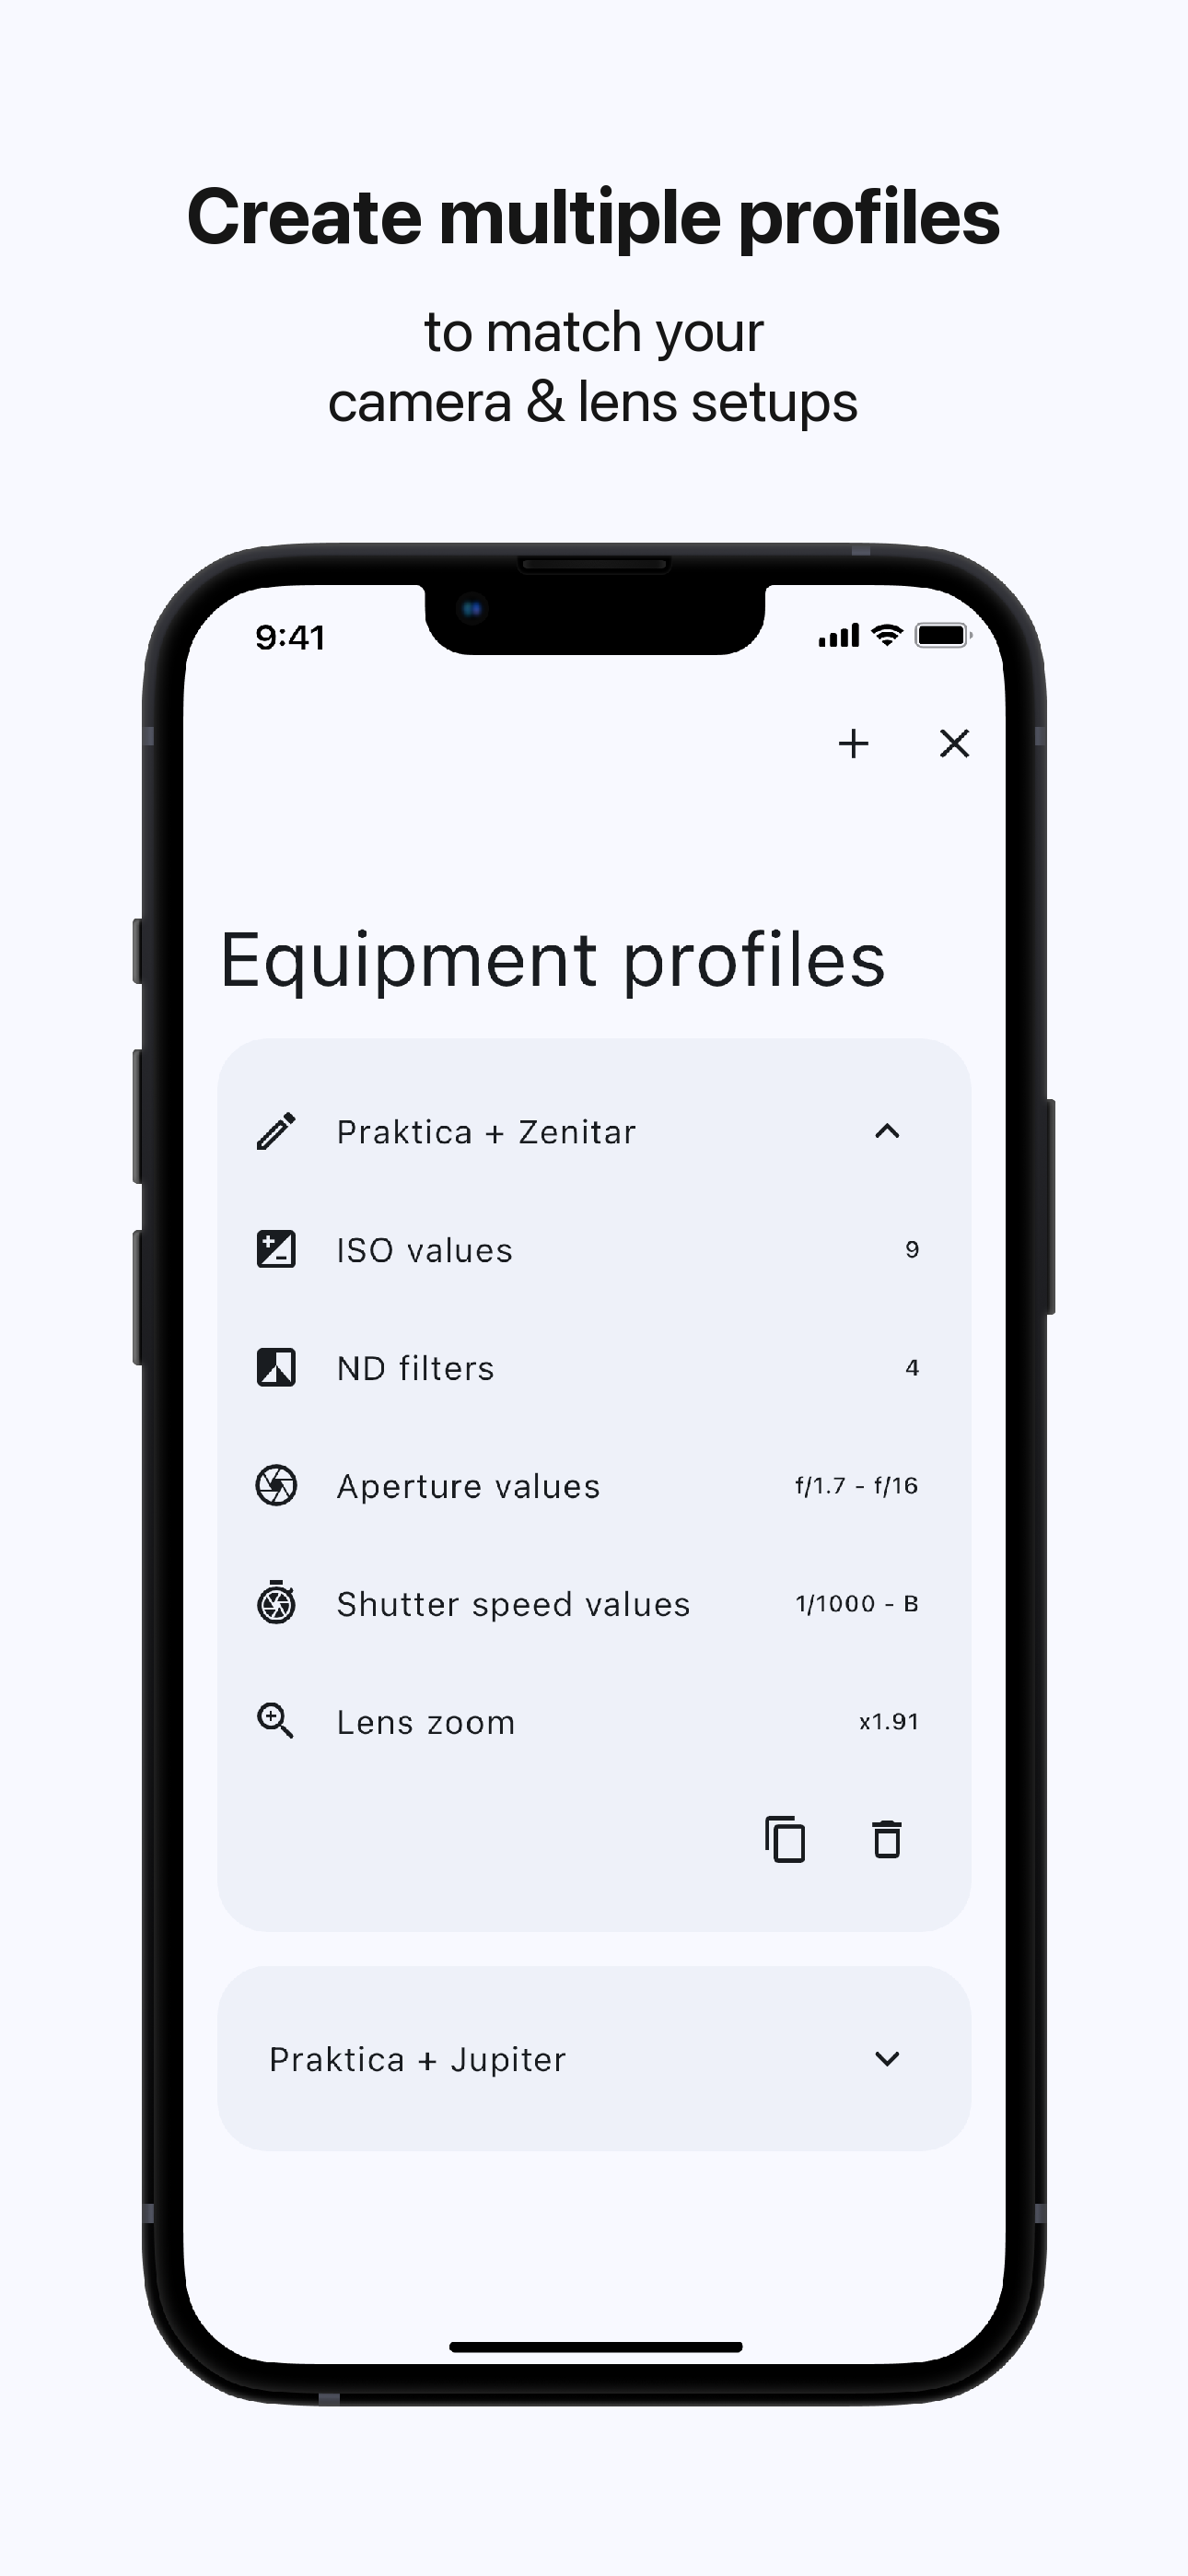 Create multiple profiles
to match your
camera & lens setups
9:41
Equipment profiles
Praktica + Zenitar
ISO values 9
ND filters 4
Aperture values f/1.7 - f/16
Shutter speed values 1/1000 - B
Lens zoom x1.91
Praktica + Jupiter